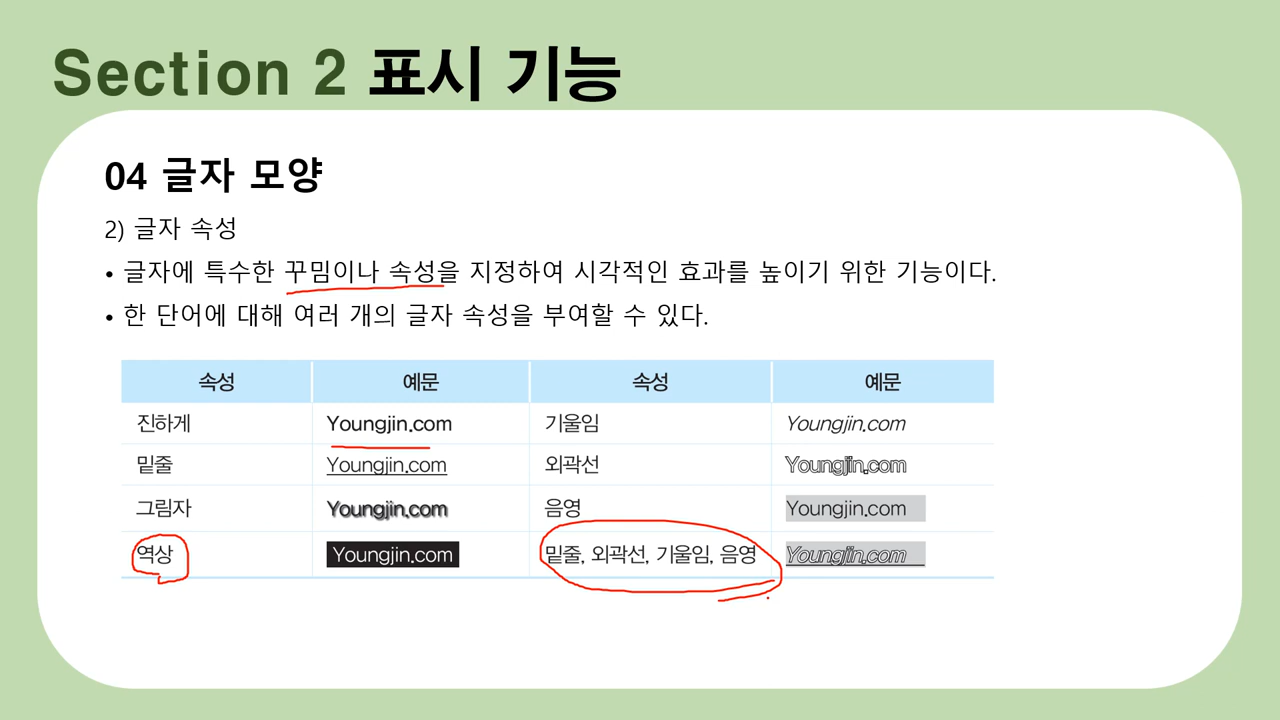 Section 2 표시 기능
04 글자 모양
2) 글자 속성
• 글자에 특수한 꾸밈이나 속성을 지정하여 시각적인 효과를 높이기 위한 기능이다.
• 한 단어에 대해 여러 개의 글자 속성을 부여할 수 있다.
속성 예문 속성 예문
진하게 Youngjin.com 기울임 Youngjin.com
밑줄 Youngjin.com 외곽선 Youngjin.com
그림자 Youngjin.com 음영 Youngjin.com
역상 Youngjin.com 밑줄, 외곽선, 기울임, 음영 Youngjin.com